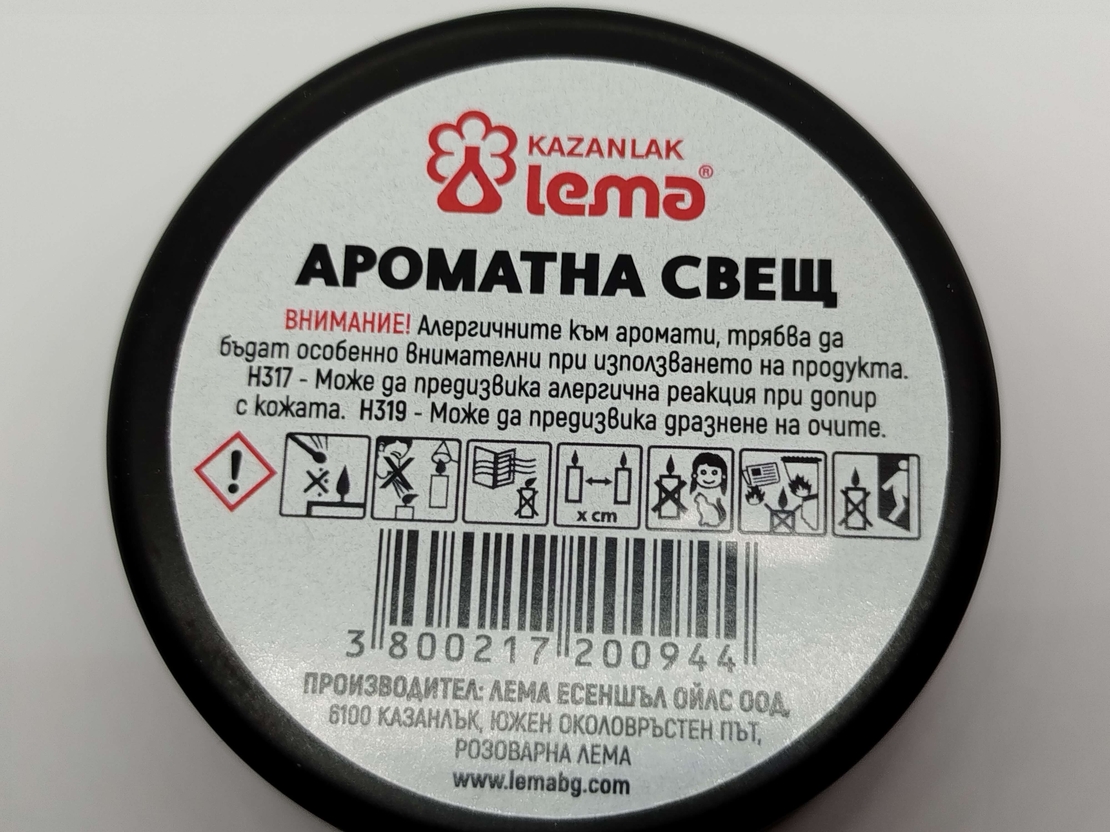 KAZANLAK
lema®
АРОМАТНА СВЕЩ
ВНИМАНИЕ! Алергичните към аромати, трябва да
бъдат особенно внимателни при използването на продукта.
H317 - Може да предизвика алергична реакция при допир
с кожата. H319 - Може да предизвика дразнене на очите.
x cm
3 800217 200944
ПРОИЗВОДИТЕЛ: ЛЕМА ЕСЕНШЪЛ ОЙЛС ООД,
6100 КАЗАНЛЪК, ЮЖЕН ОКОЛОВРЪСТЕН ПЪТ,
РОЗОВАРНА ЛЕМА
www.lemabg.com